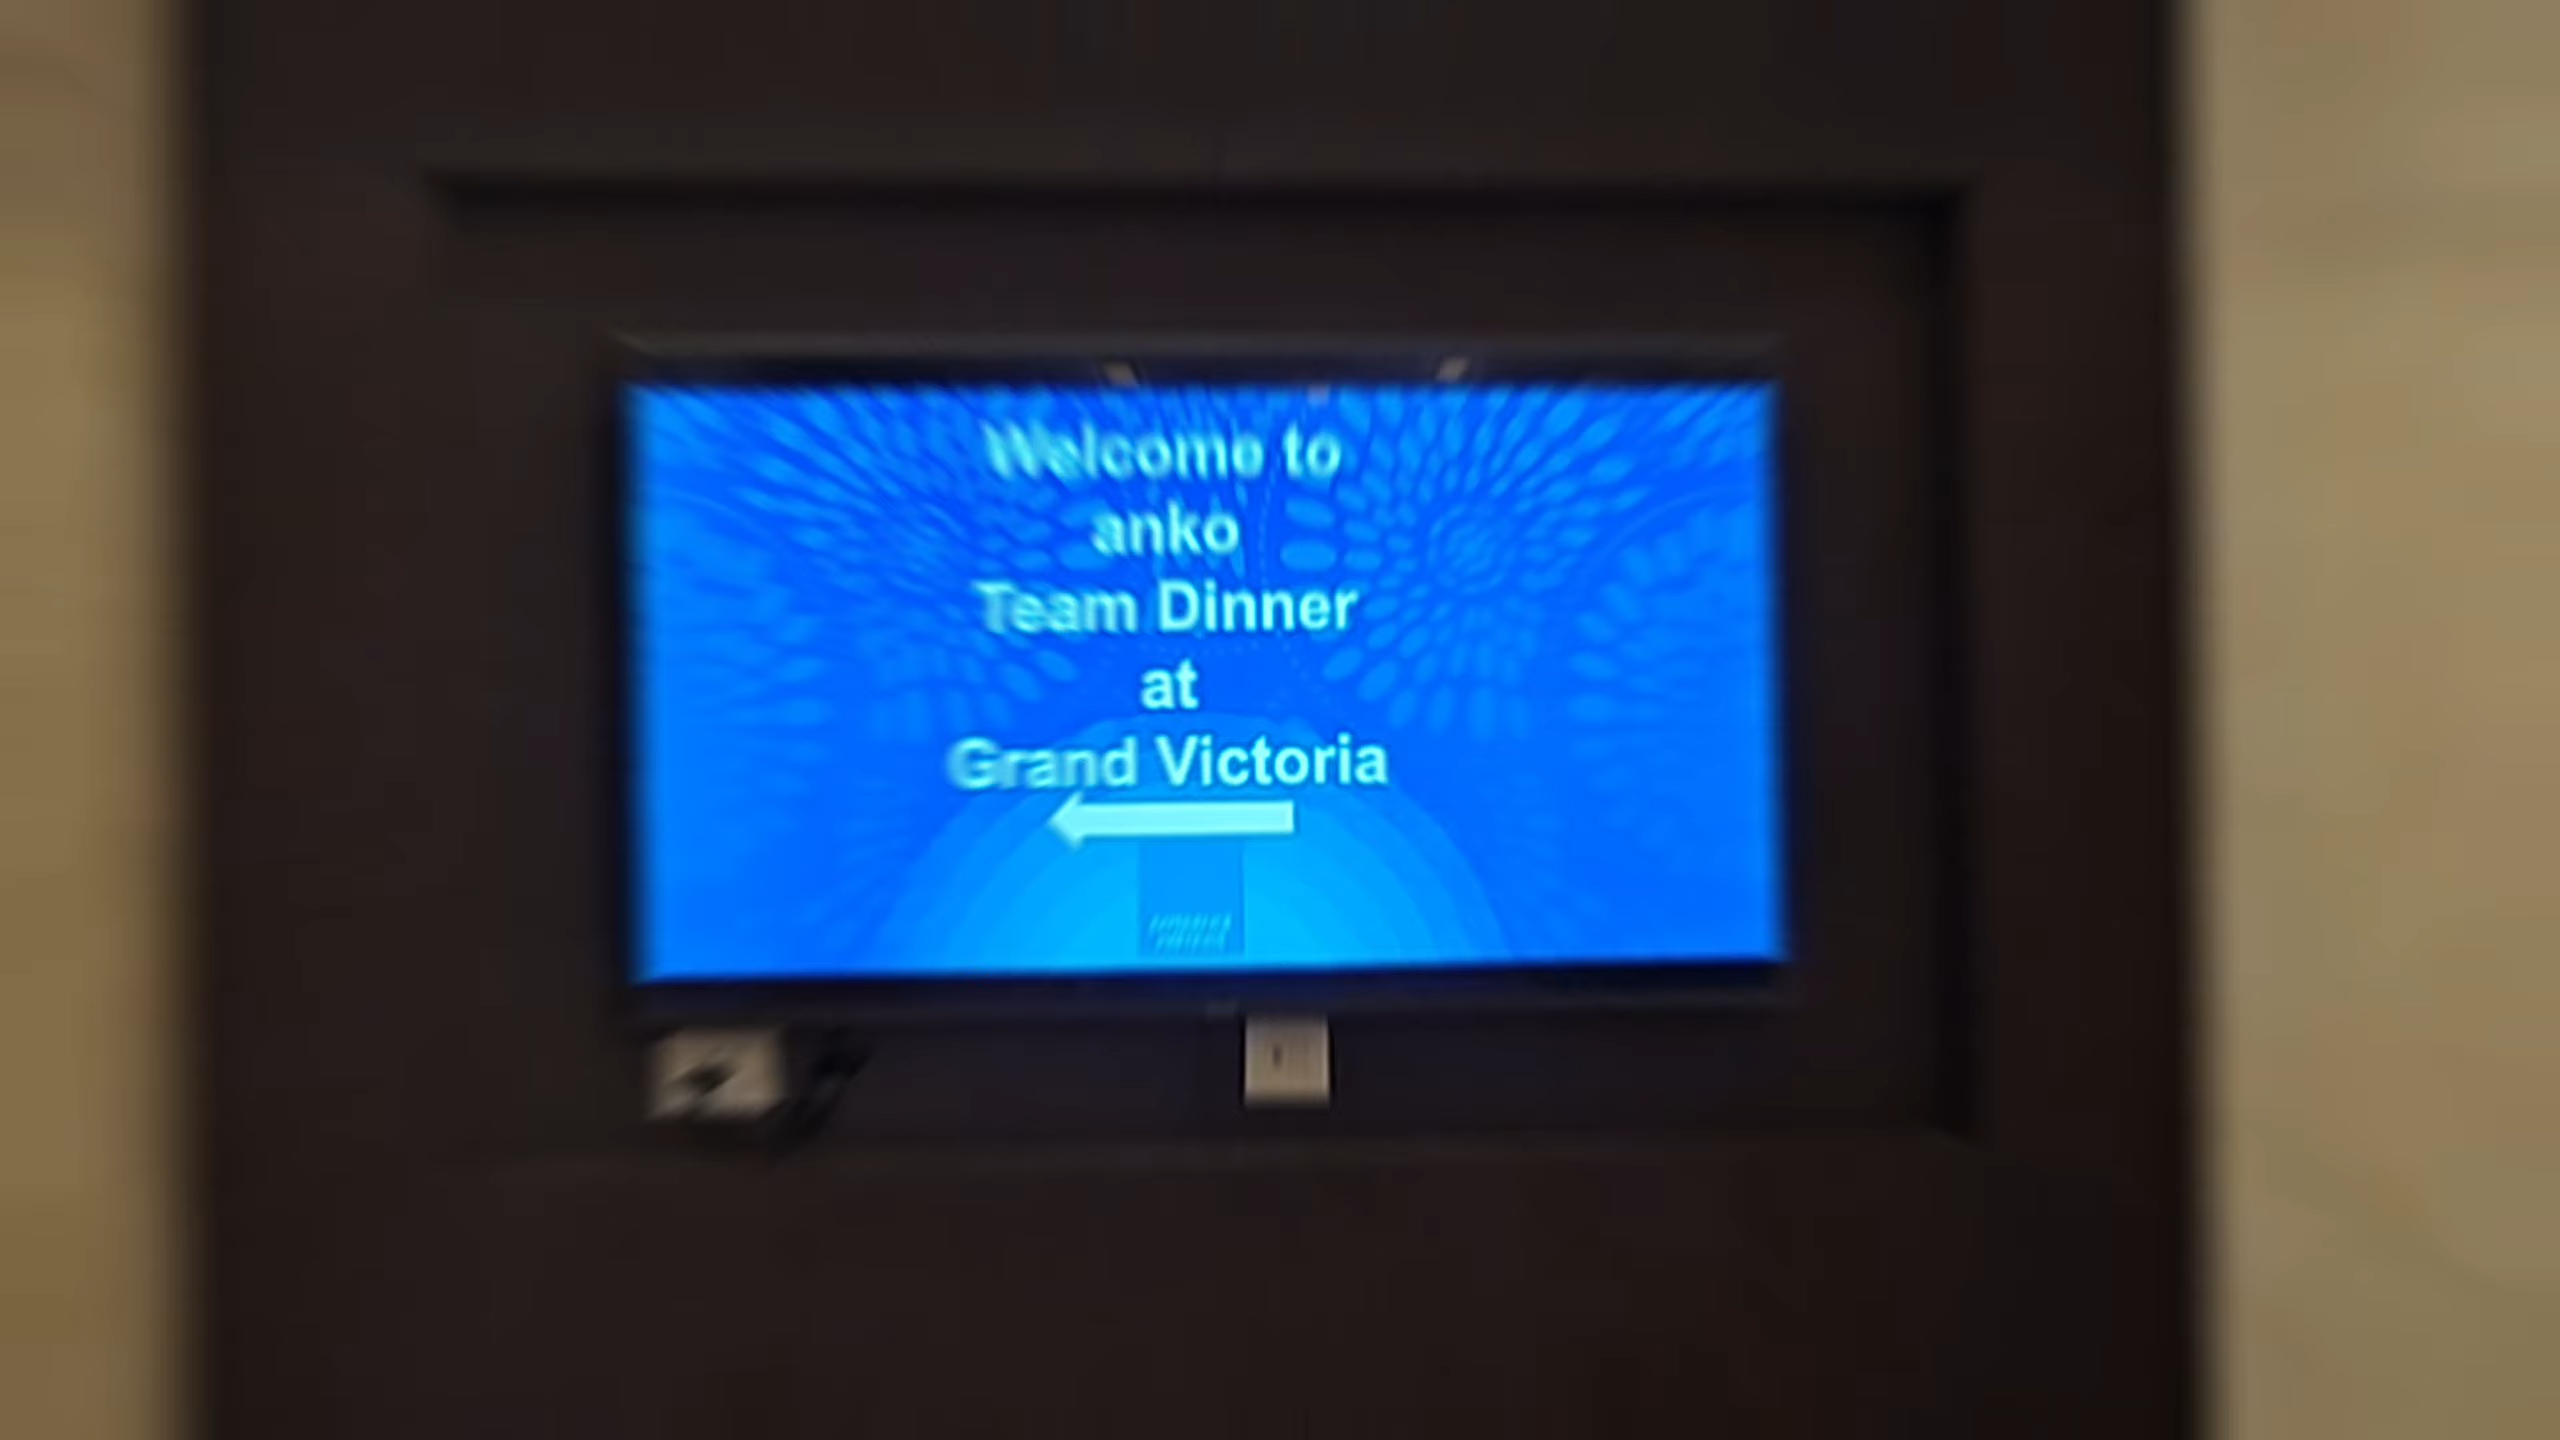 Welcome to
anko
Team Dinner
at
Grand Victoria